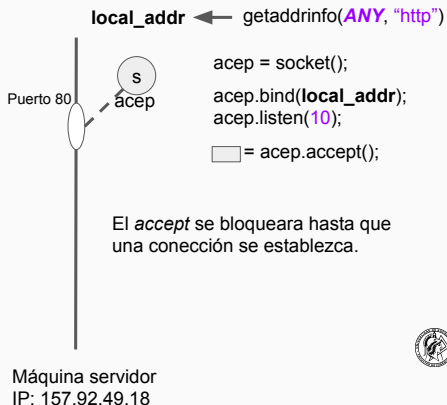 local_addr getaddrinfo(ANY, "http")
s
acep
Puerto 80
acep = socket();
acep.bind(local_addr);
acep.listen(10);
= acep.accept();
El accept se bloqueara hasta que
una conección se establezca.
Máquina servidor
IP: 157.92.49.18